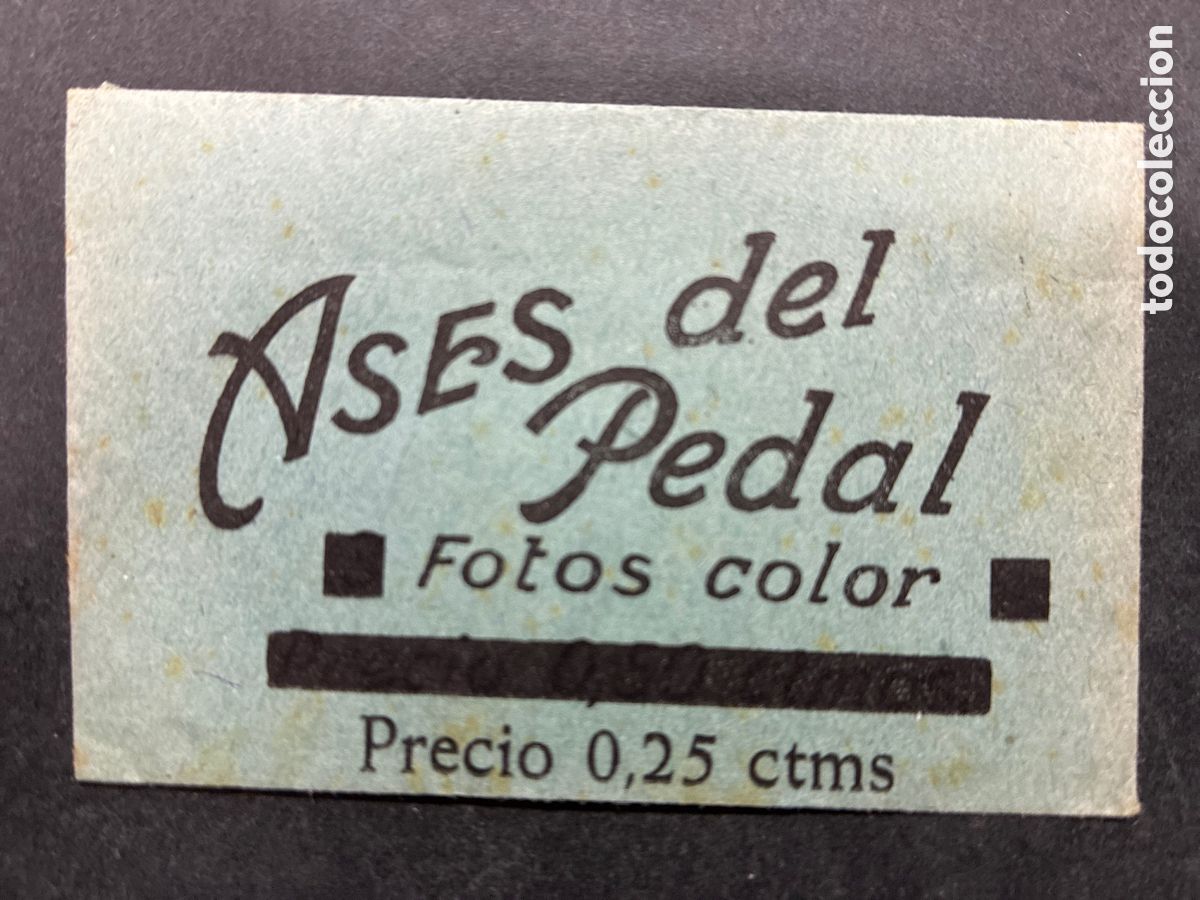 Ases del
Pedal
Fotos color
Precio 0,25 ctms
todocoleccion